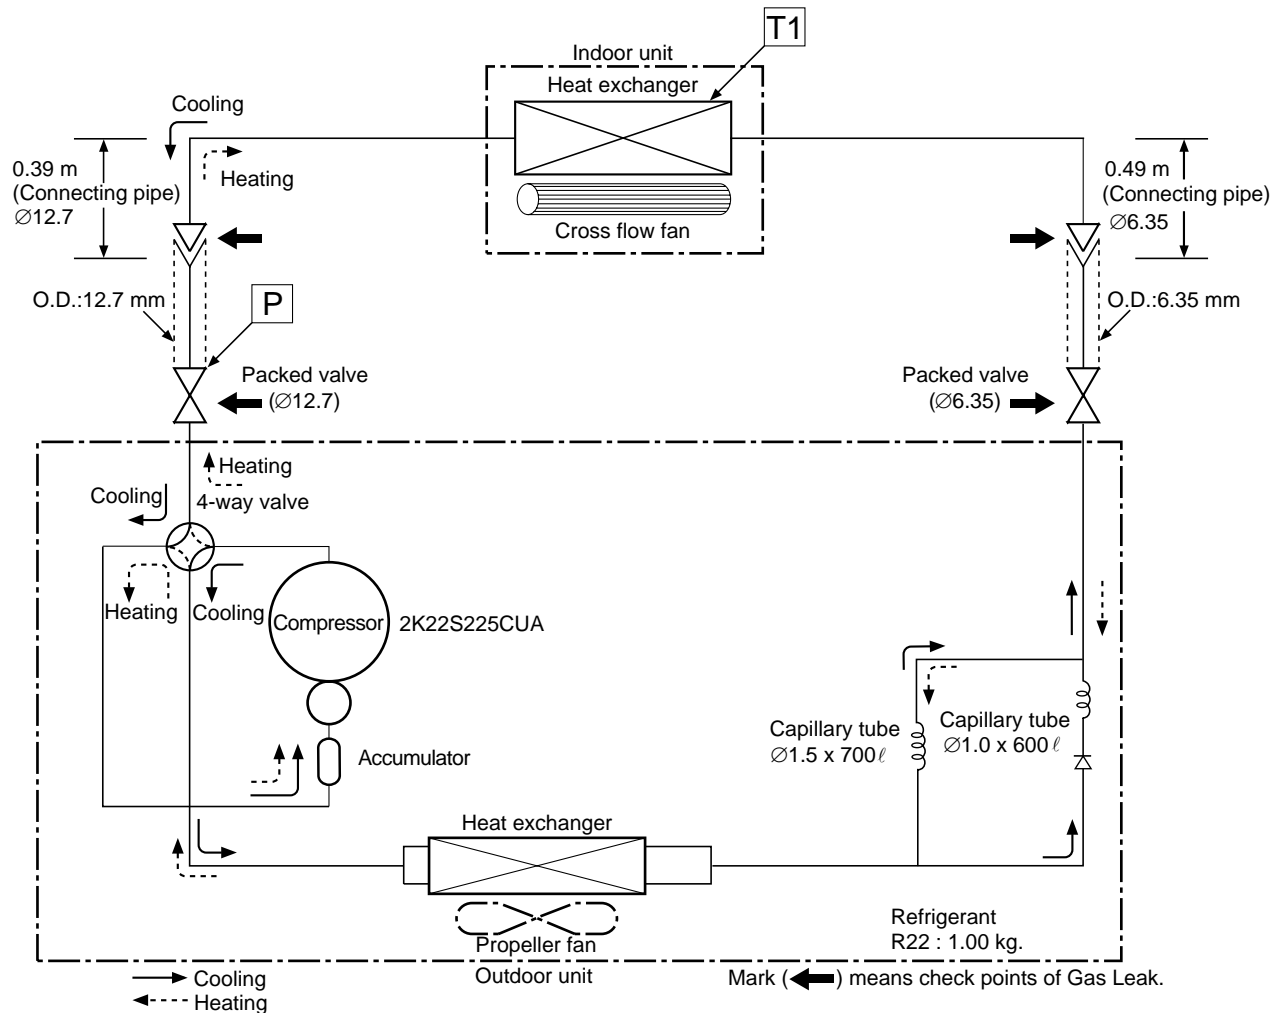 T1
Indoor unit
Heat exchanger
Cooling
Heating
0.39 m
(Connecting pipe)
∅12.7
0.49 m
(Connecting pipe)
∅6.35
Cross flow fan
O.D.:12.7 mm
P
O.D.:6.35 mm
Packed valve
(∅12.7)
Packed valve
(∅6.35)
Heating
Cooling
4-way valve
Heating
Cooling
Compressor
2K22S225CUA
Capillary tube
∅1.5 x 700ℓ
Capillary tube
∅1.0 x 600ℓ
Accumulator
Heat exchanger
Refrigerant
R22 : 1.00 kg.
Propeller fan
Outdoor unit
Cooling
Heating
Mark ( ) means check points of Gas Leak.